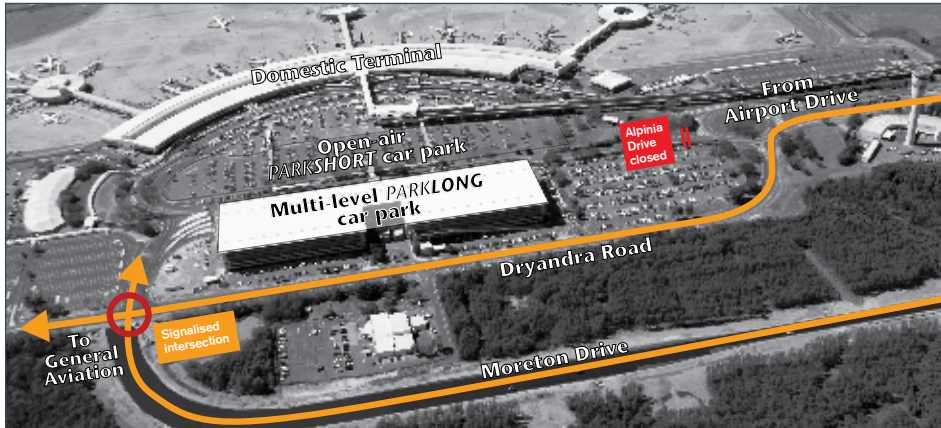 Domestic Terminal
From
Airport Drive
Open-air
PARKSHORT car park
Alpinia
Drive
closed
Multi-level PARKLONG
car park
Dryandra Road
Signalised
intersection
To
General
Aviation
Moreton Drive